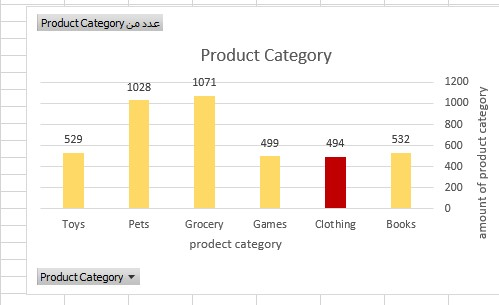 عدد من Product Category
Product Category
1071
1028
529
499
494
532
1200
1000
800
600
400
200
0
amount of product category
Toys Pets Grocery Games Clothing Books
prodect category
Product Category